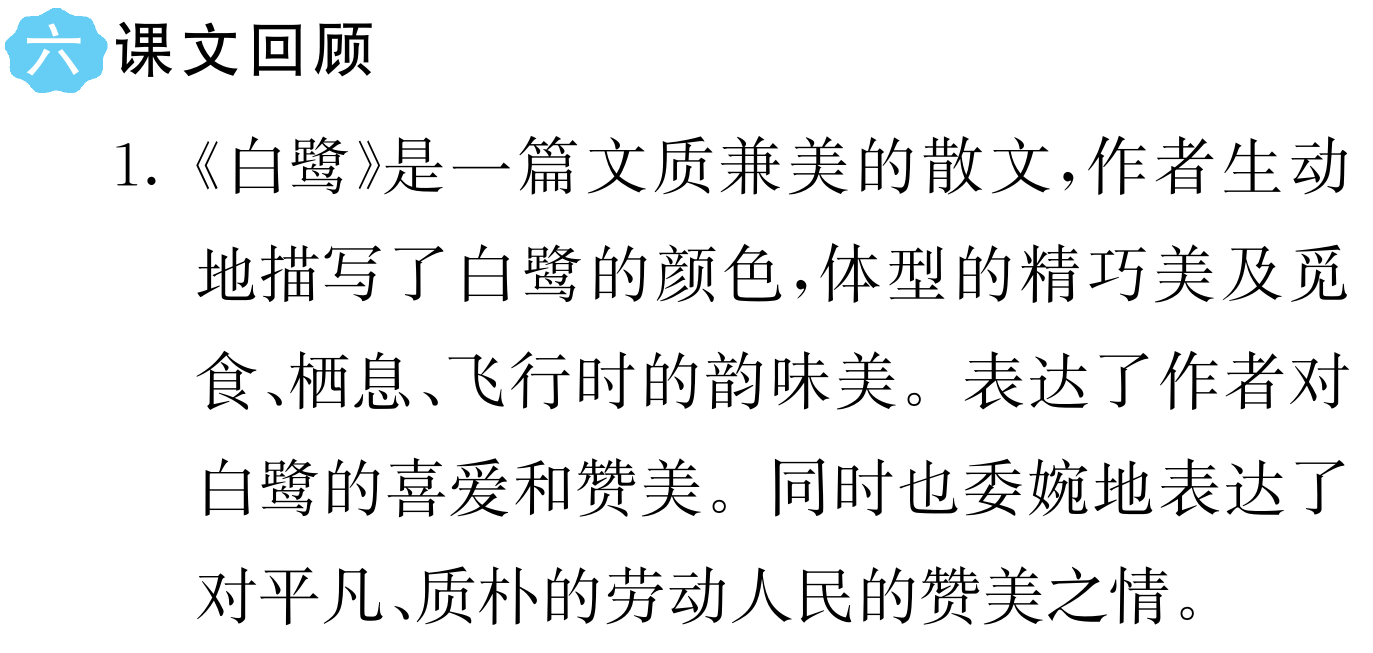 六 课文回顾
1.《白鹭》是一篇文质兼美的散文,作者生动
地描写了白鹭的颜色,体型的精巧美及觅
食、栖息、飞行时的韵味美。表达了作者对
白鹭的喜爱和赞美。同时也委婉地表达了
对平凡、质朴的劳动人民的赞美之情。